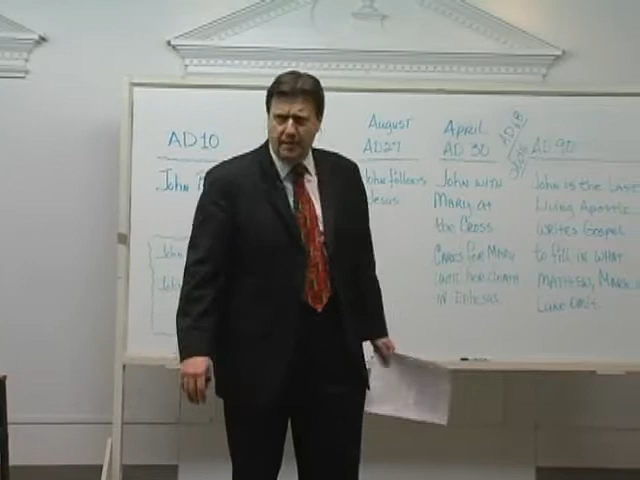 AD10
John
John
August
AD27
John follows
Jesus
April
AD 30
John with
Mary at
the Cross
Cares for Mary
until her death
in Ephesus
AD 90
John is the Last
Living Apostle
writes Gospel
to fill in what
Mathew, Mark
Luke omit